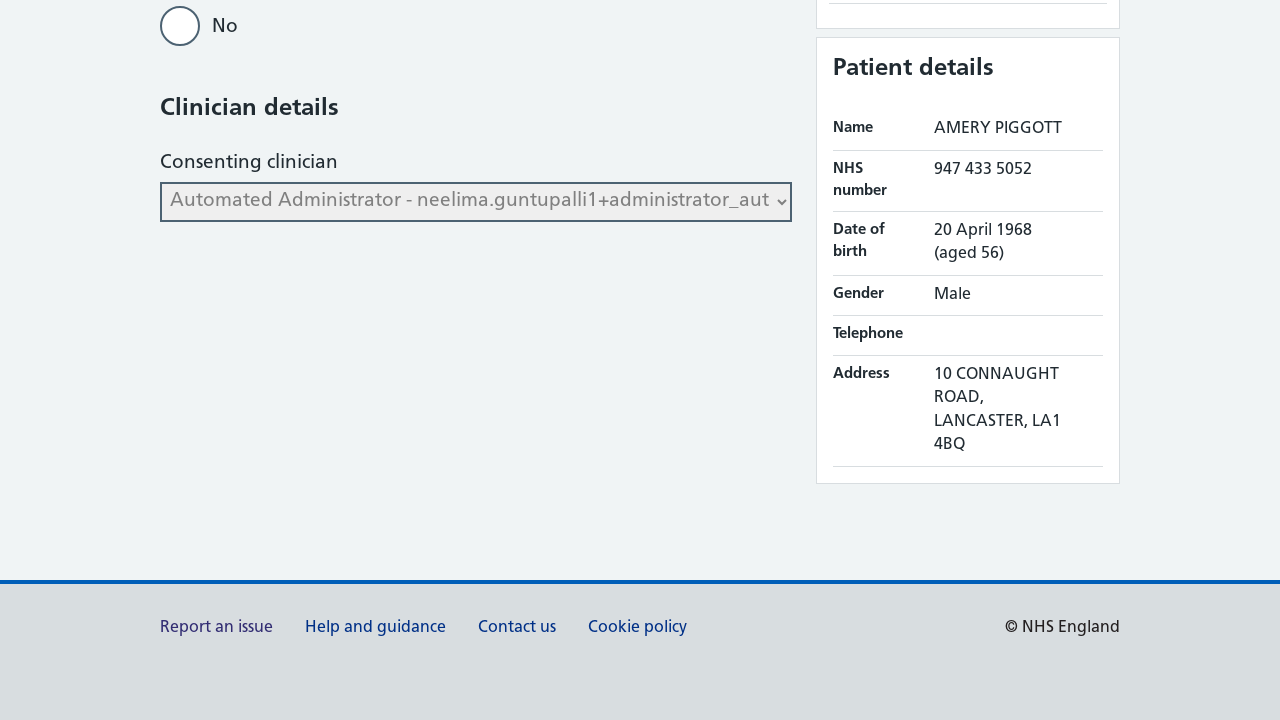 No
Clinician details
Consenting clinician
Automated Administrator - neelima.guntupalli1+administrator_aut
Patient details
Name AMERY PIGGOTT
NHS number 947 433 5052
Date of birth 20 April 1968
(aged 56)
Gender Male
Telephone
Address 10 CONNAUGHT
ROAD,
LANCASTER, LA1
4BQ
Report an issue Help and guidance Contact us Cookie policy © NHS England